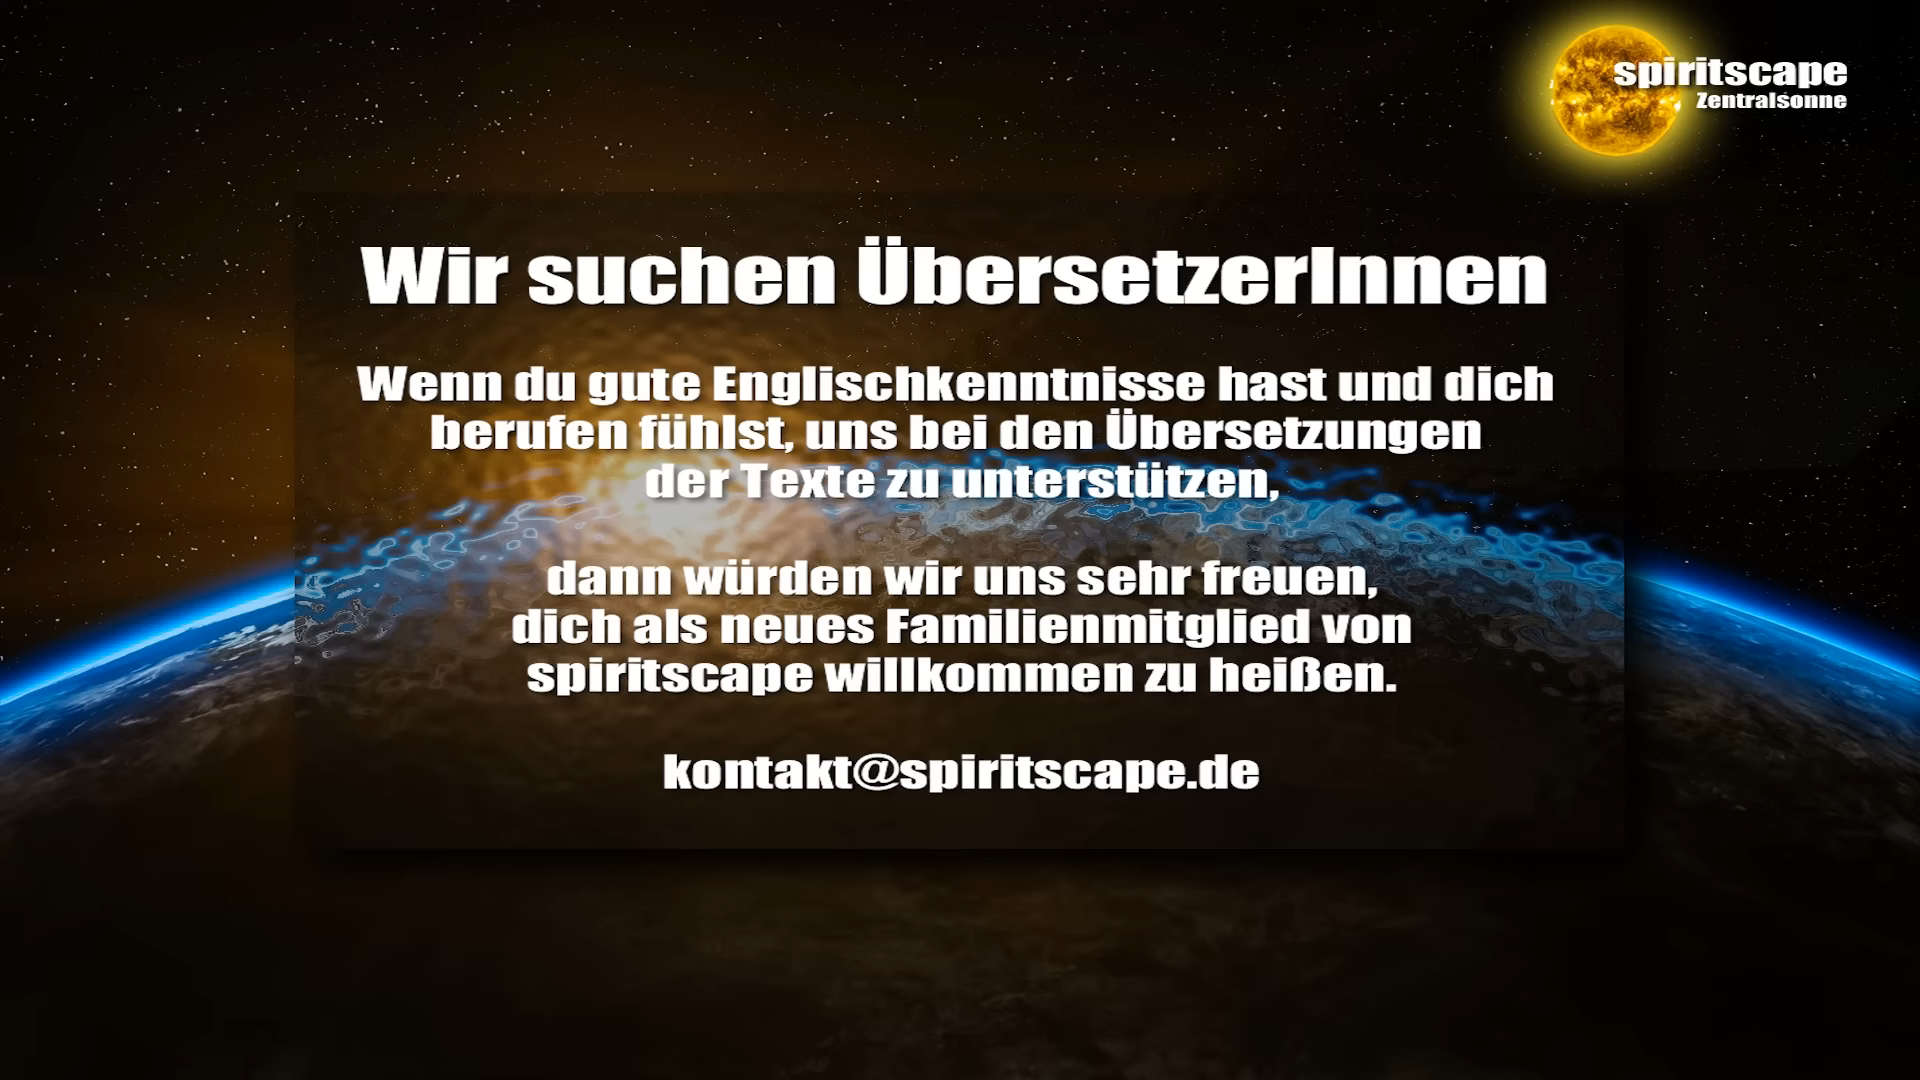 spiritscape
Zentralsonne
Wir suchen ÜbersetzerInnen
Wenn du gute Englischkenntnisse hast und dich
berufen fühlst, uns bei den Übersetzungen
der Texte zu unterstützen,
dann würden wir uns sehr freuen,
dich als neues Familienmitglied von
spiritscape willkommen zu heißen.
kontakt@spiritscape.de